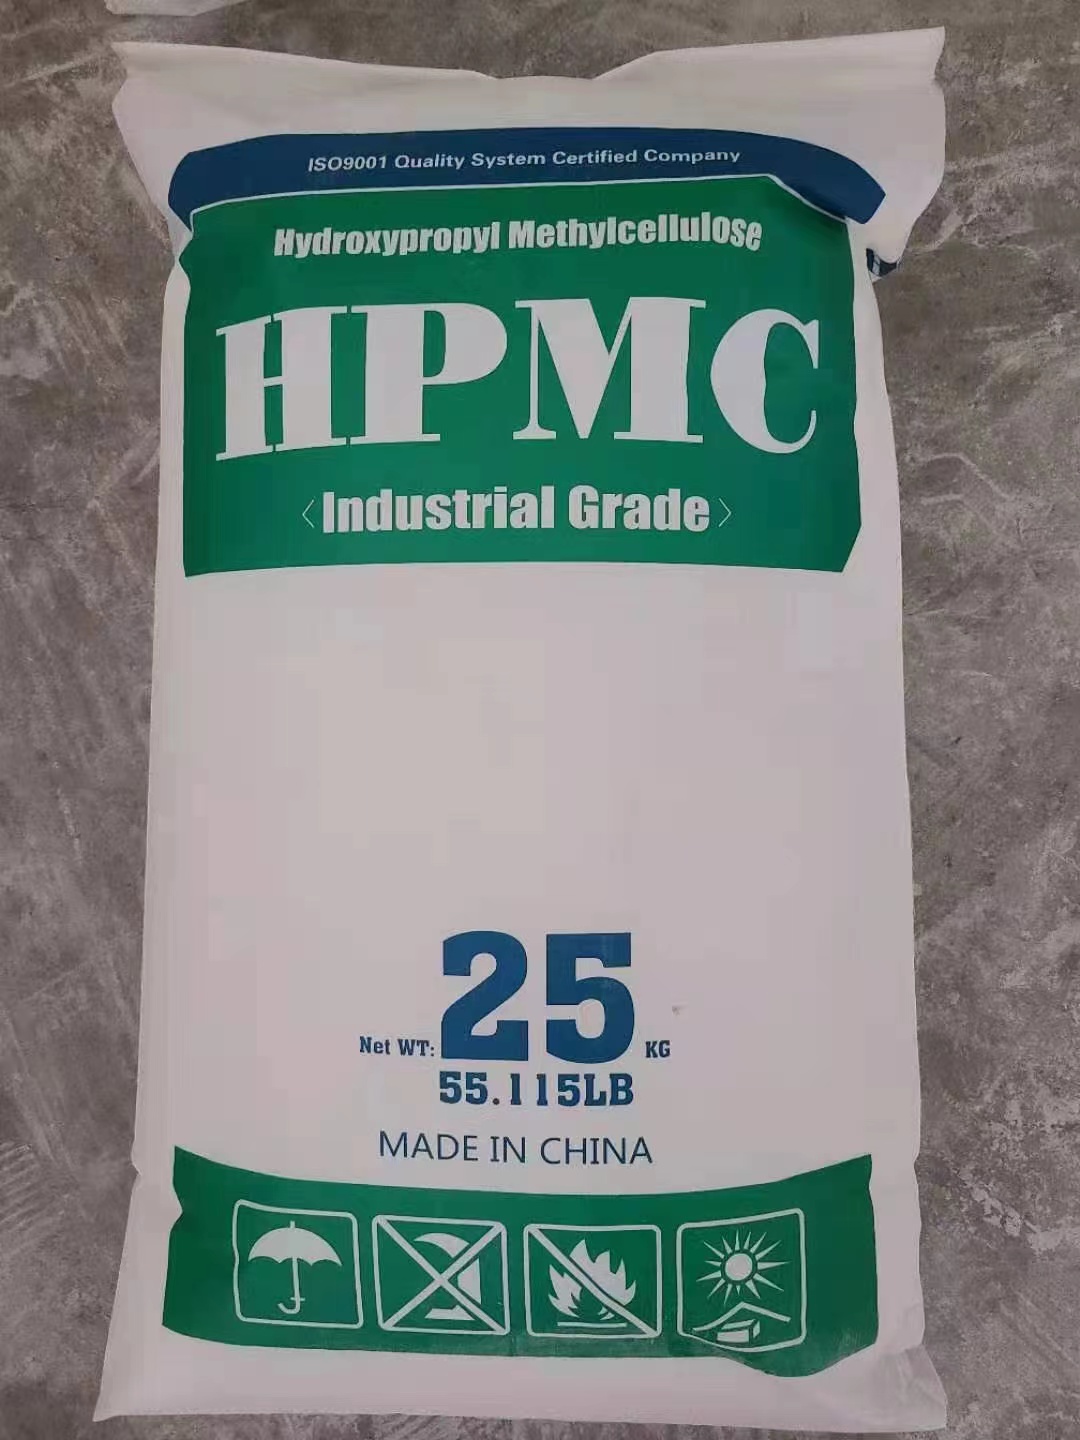 ISO9001 Quality System Certified Company
Hydroxypropyl Methylcellulose
HPMC
〈Industrial Grade〉
Net WT: 25 KG
55.115LB
MADE IN CHINA